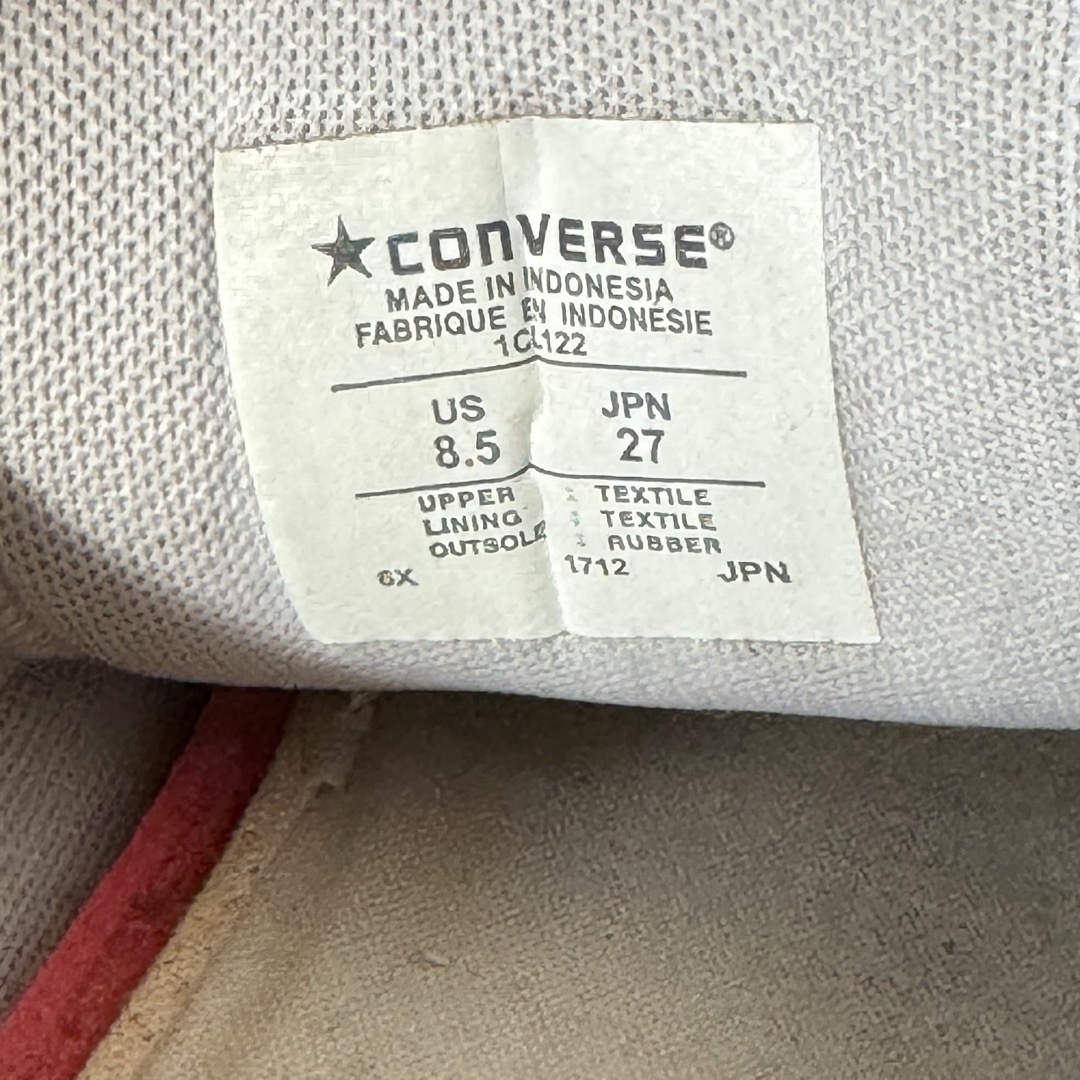 ★CONVERSE®
MADE IN INDONESIA
FABRIQUE EN INDONESIE
1CL122
US JPN
8.5 27
UPPER : TEXTILE
LINING : TEXTILE
OUTSOLE : RUBBER
1712 JPN